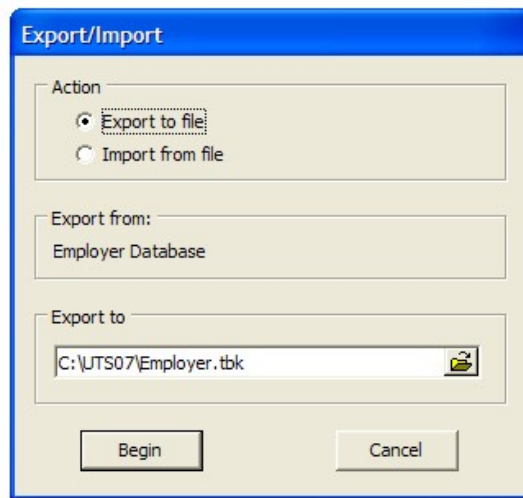 Export/Import
Action
Export to file
Import from file
Export from:
Employer Database
Export to
C:\UTS07\Employer.tbk
Begin
Cancel